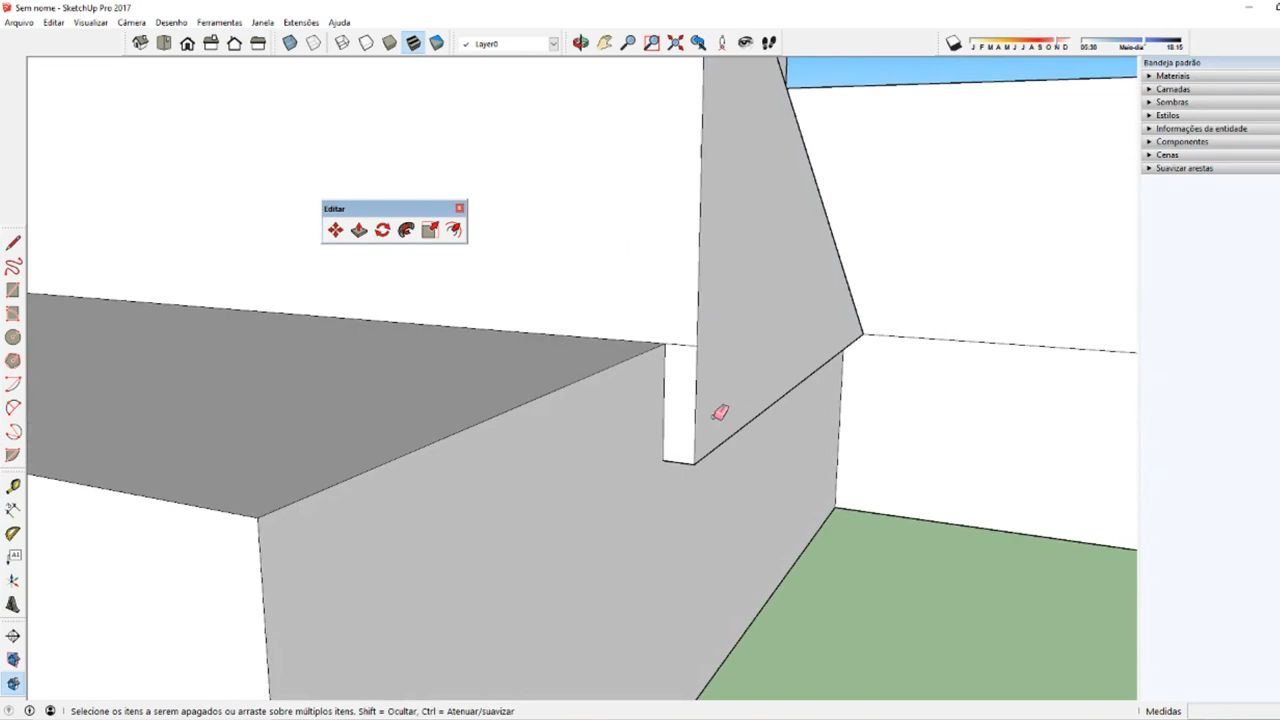 Sem nome - SketchUp Pro 2017
Arquivo Editar Visualizar Câmera Desenho Ferramentas Janela Extensões Ajuda
Layer0
J F M A M J J A S O N D
05:30 Meio-dia 18:15
Bandeja padrão
Materiais
Camadas
Sombras
Estilos
Informações da entidade
Componentes
Cenas
Suavizar arestas
Editar
A1
Selecione os itens a serem apagados ou arraste sobre múltiplos itens. Shift = Ocultar, Ctrl = Atenuar/suavizar
Medidas